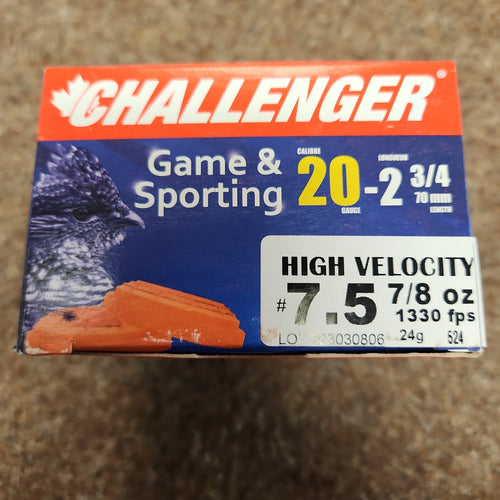 CHALLENGER®
Game &
Sporting
CALIBRE
20
GAUGE
-2 3/4
LONGUEUR
70 mm
LENGTH
HIGH VELOCITY
# 7.5 7/8 oz
1330 fps
24g 524